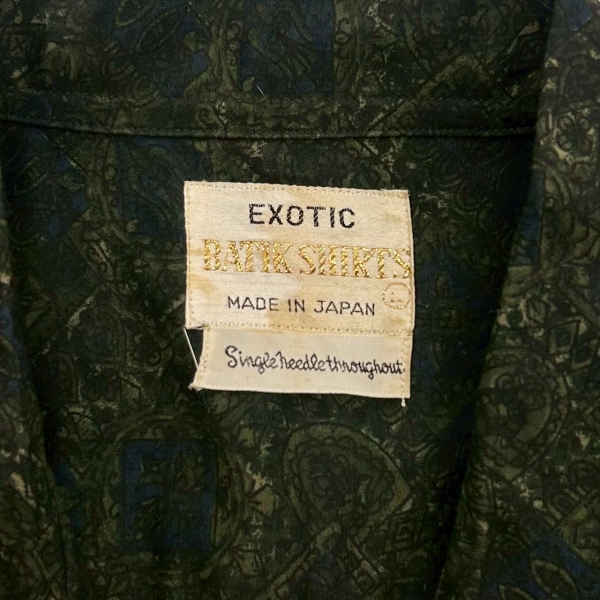 EXOTIC
BATIK SHIRTS
MADE IN JAPAN
Single needle throughout